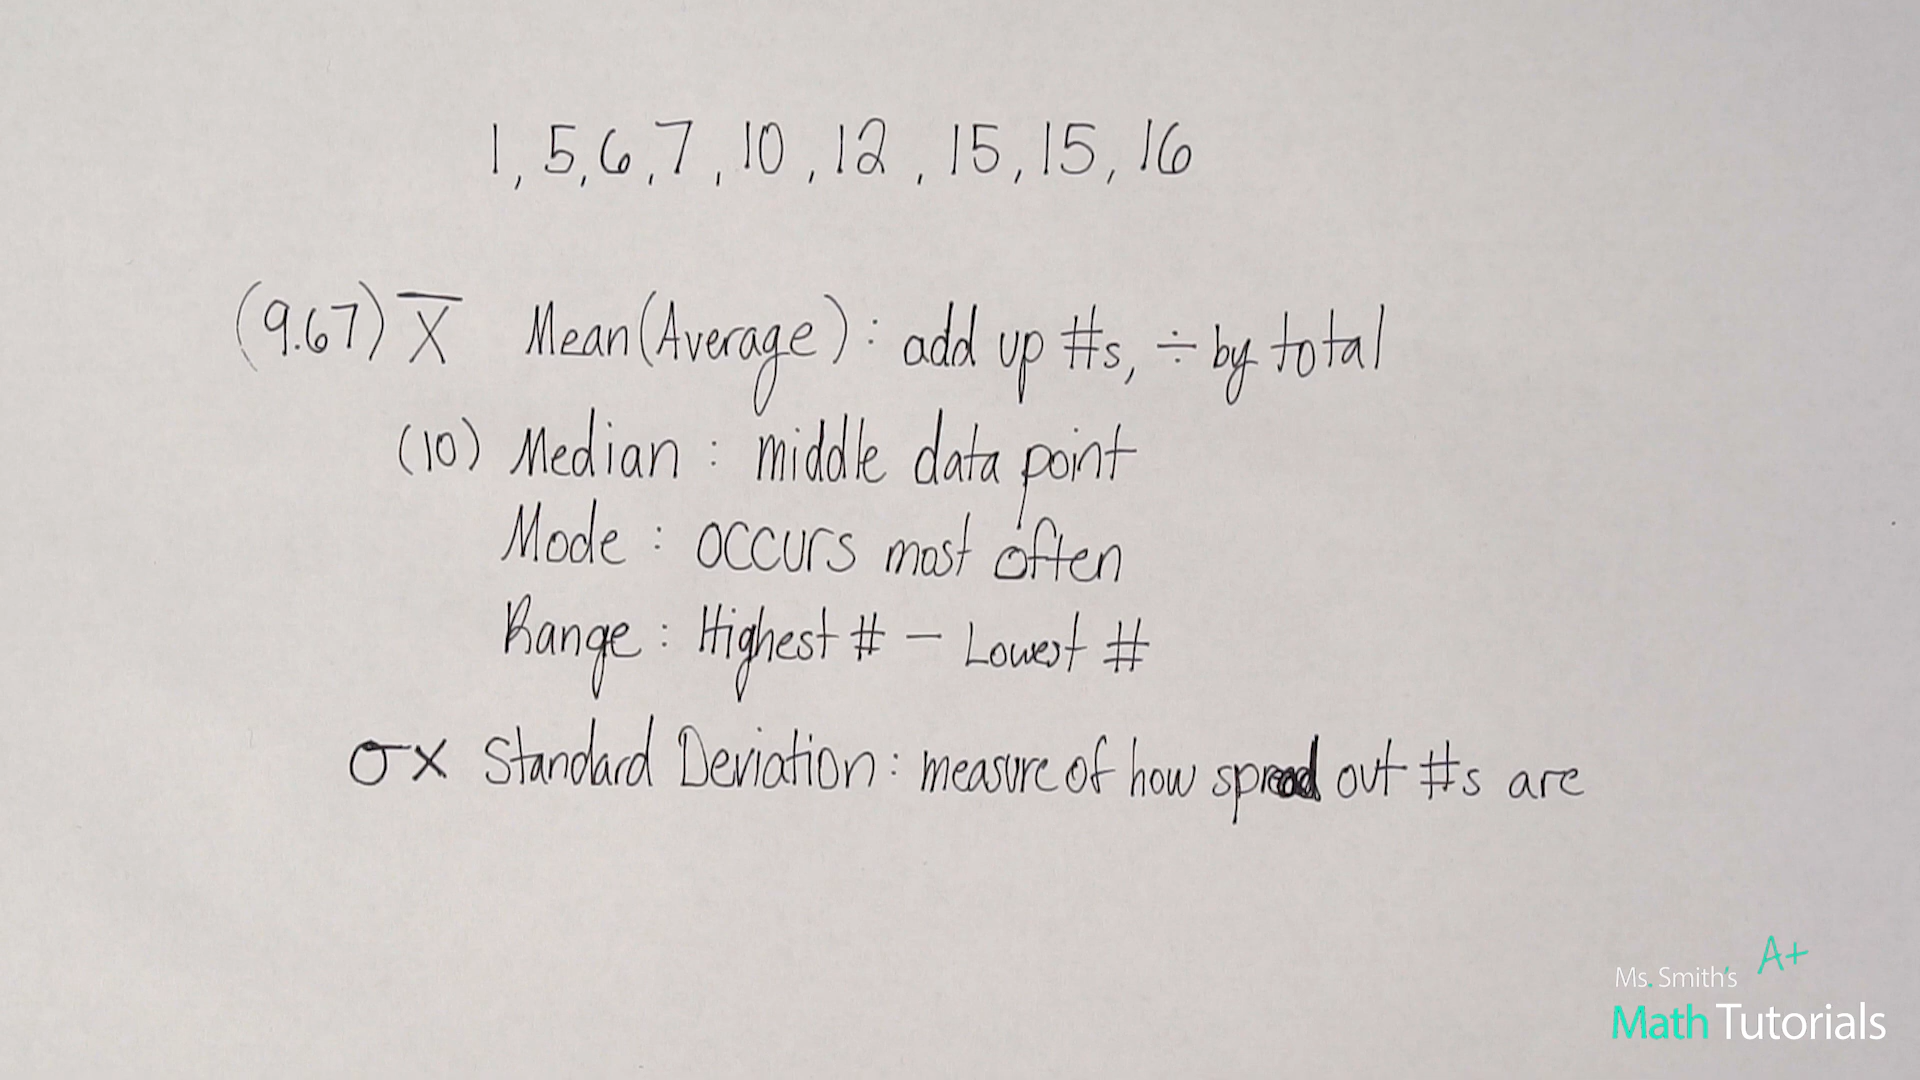 1, 5, 6, 7, 10, 12, 15, 15, 16
(9.67) x̄ Mean (Average): add up #s, ÷ by total
(10) Median: middle data point
Mode: occurs most often
Range: Highest # - Lowest #
σx Standard Deviation: measure of how spread out #s are
A+
Ms. Smith's
Math Tutorials